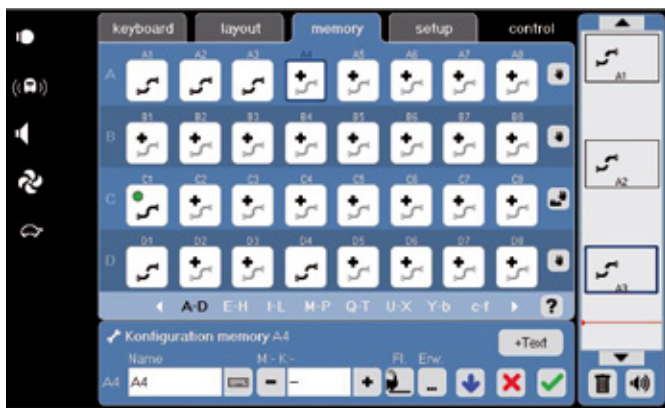 keyboard layout memory setup control
A1 A2 A3 A4 A5 A6 A7 A8
A
B1 B2 B3 B4 B5 B6 B7 B8
B
C1 C2 C3 C4 C5 C6 C7 C8
C
D1 D2 D3 D4 D5 D6 D7 D8
D
A-D E-H I-L M-P Q-T U-X Y-b c-f ?
Konfiguration memory A4
+Text
Name M.- K.- Fl. Erw.
A4 A4 - - + ...
A1
A2
A3